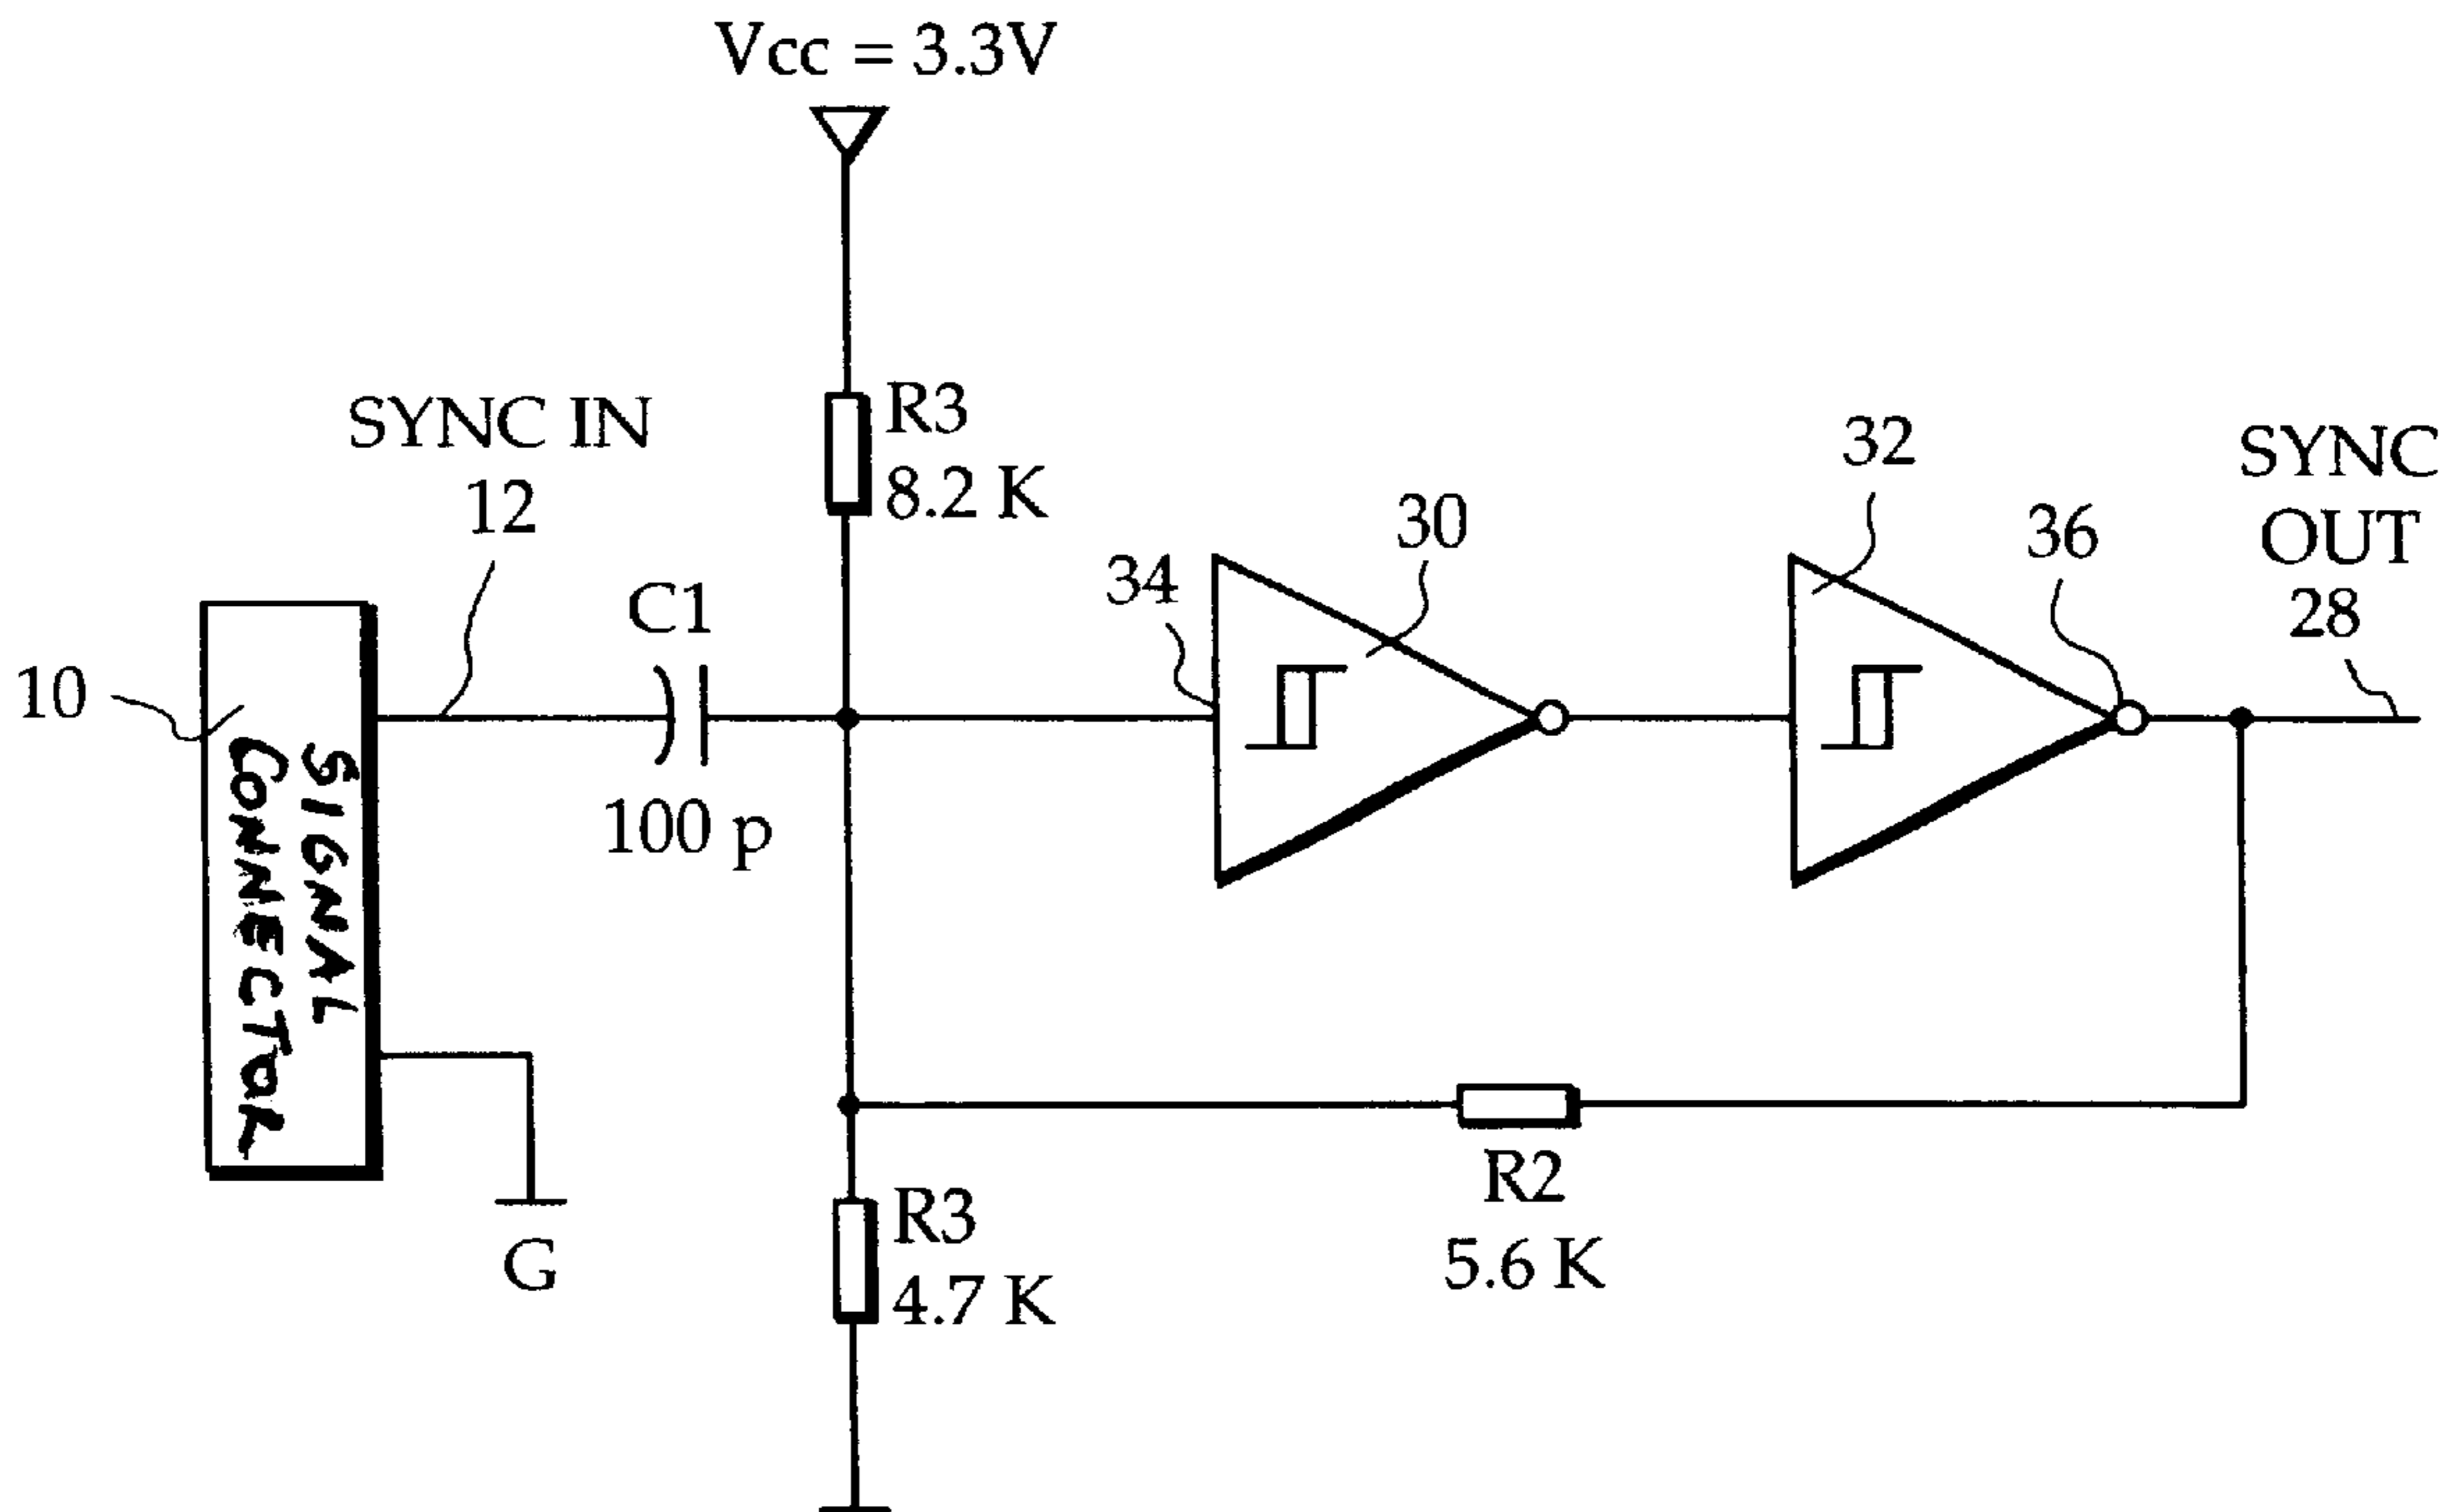 Vcc = 3.3V
R3
8.2 K
SYNC IN
12
C1
100 p
10
SIGNAL
CONNECTOR
G
34
30
32
36
SYNC
OUT
28
R2
5.6 K
R3
4.7 K